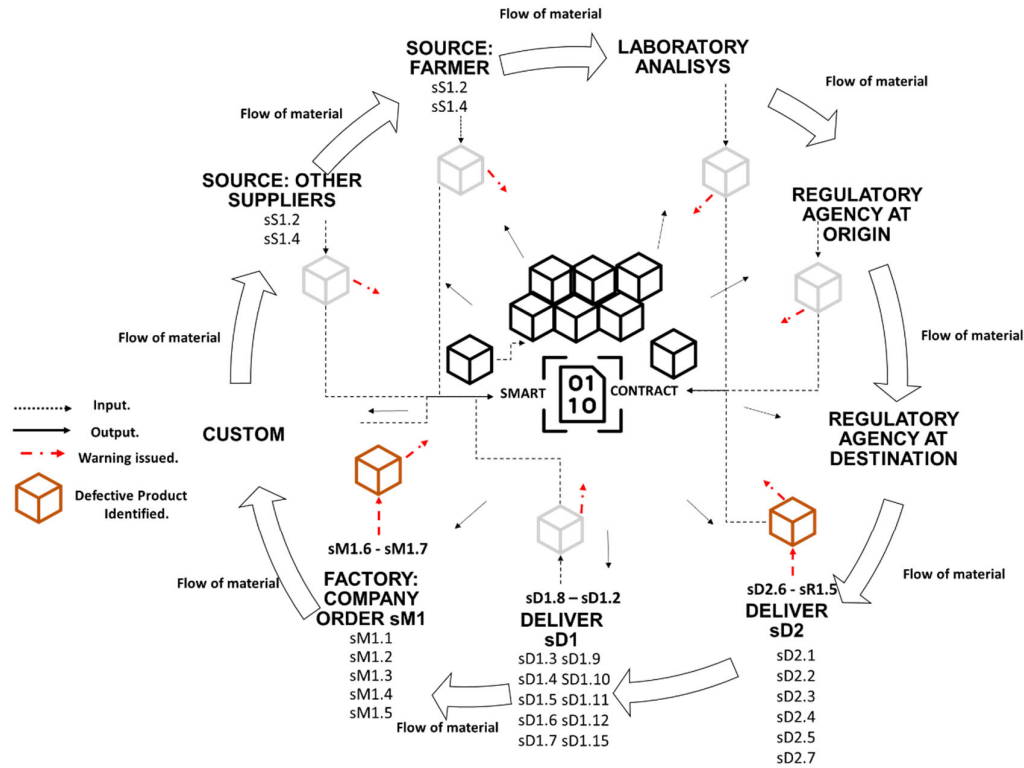 Flow of material
SOURCE:
FARMER
sS1.2
sS1.4
LABORATORY
ANALISYS
Flow of material
Flow of material
SOURCE: OTHER
SUPPLIERS
sS1.2
sS1.4
REGULATORY
AGENCY AT
ORIGIN
Flow of material
Flow of material
SMART
01
10
CONTRACT
Input.
Output.
Warning issued.
Defective Product
Identified.
CUSTOM
REGULATORY
AGENCY AT
DESTINATION
Flow of material
Flow of material
sM1.6 - sM1.7
FACTORY:
COMPANY
ORDER sM1
sM1.1
sM1.2
sM1.3
sM1.4
sM1.5
sD1.8 – sD1.2
DELIVER
sD1
sD1.3 sD1.9
sD1.4 SD1.10
sD1.5 sD1.11
sD1.6 sD1.12
sD1.7 sD1.15
sD2.6 - sR1.5
DELIVER
sD2
sD2.1
sD2.2
sD2.3
sD2.4
sD2.5
sD2.7
Flow of material